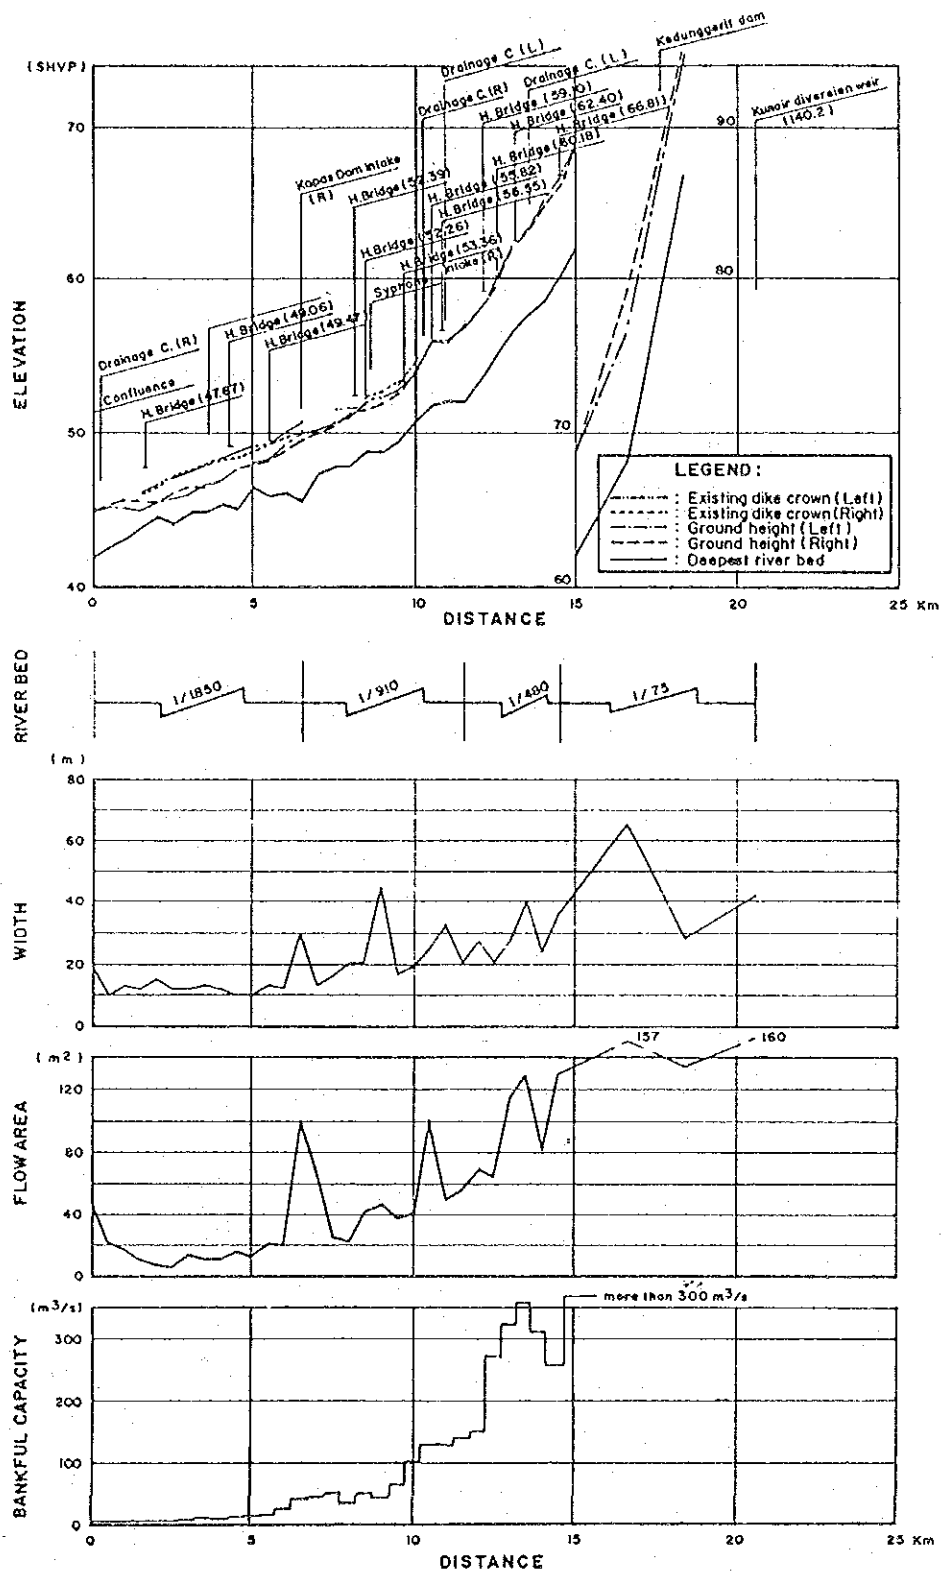 Kedunggerit dam
Drainage C (L)
(SHVP)
Drainage C. (L)
Kunoir diversien weir
(140.2)
Drainage C.(R)
H. Bridge (59.10)
H. Bridge (62.40)
H. Bridge (66.81)
90
70
H. Bridge (60.18)
Kapas Dam Intake
(R)
H. Bridge (52.39)
H. Bridge (55.82)
H. Bridge (56.55)
H. Bridge (52.26)
H. Bridge (53.36)
Syphone
Intake (R)
60
80
ELEVATION
H. Bridge (49.06)
H. Bridge (49.47)
Drainage C. (R)
Confluence
H. Bridge (47.67)
50
70
LEGEND :
: Existing dike crown (Left)
: Existing dike crown (Right)
: Ground height (Left)
: Ground height (Right)
: Deepest river bed
40
60
0 5 10 15 20 25 Km
DISTANCE
RIVER BED
1/1850
1/910
1/480
1/75
(m)
80
60
40
20
0
WIDTH
(m2)
157
160
120
80
40
0
FLOW AREA
(m3/s)
more than 300 m3/s
300
200
100
0
BANKFUL CAPACITY
0 5 10 15 20 25 Km
DISTANCE